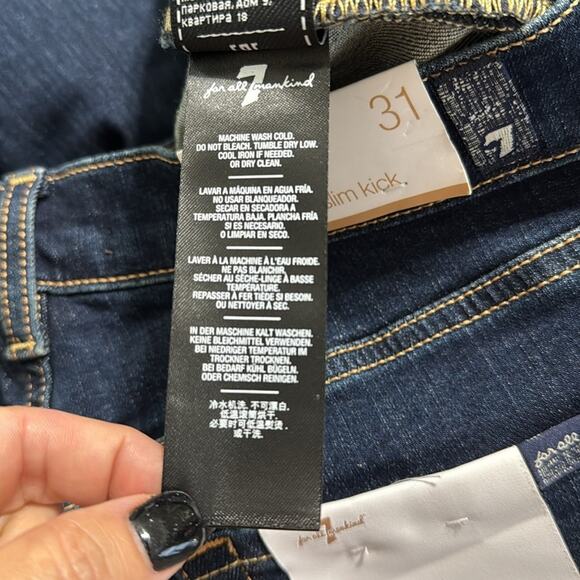 ПАРКОВАЯ, ДОМ 9,
КВАРТИРА 18
for all mankind
7
MACHINE WASH COLD.
DO NOT BLEACH. TUMBLE DRY LOW.
COOL IRON IF NEEDED.
OR DRY CLEAN.
LAVAR A MÁQUINA EN AGUA FRÍA.
NO USAR BLANQUEADOR.
SECAR EN SECADORA A
TEMPERATURA BAJA. PLANCHA FRÍA
SI ES NECESARIO.
O LIMPIAR EN SECO.
LAVER À LA MACHINE À L'EAU FROIDE.
NE PAS BLANCHIR.
SÉCHER AU SÈCHE-LINGE À BASSE
TEMPÉRATURE.
REPASSER À FER TIÈDE SI BESOIN
OU NETTOYER À SEC.
IN DER MASCHINE KALT WASCHEN.
KEINE BLEICHMITTEL VERWENDEN.
BEI NIEDRIGER TEMPERATUR IM
TROCKNER TROCKNEN.
BEI BEDARF KÜHL BÜGELN.
ODER CHEMISCH REINIGEN.
冷水机洗. 不可漂白.
低温滚筒烘干.
必要时可低温熨烫.
或干洗.
31
slim kick
7
for all
7
for all mankind